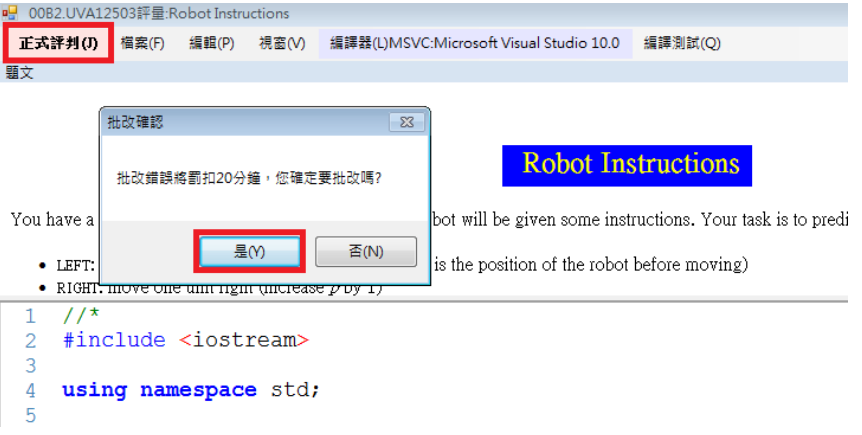 00B2.UVA12503評量:Robot Instructions
正式評判(J) 檔案(F) 編輯(P) 視窗(V) 編譯器(L)MSVC:Microsoft Visual Studio 10.0 編譯測試(Q)
題文
批改確認
批改錯誤將罰扣20分鐘，您確定要批改嗎?
是(Y) 否(N)
Robot Instructions
You have a bot will be given some instructions. Your task is to predi
• LEFT: is the position of the robot before moving)
• RIGHT: move one unit right (increase p by 1)
1 //*
2 #include <iostream>
3
4 using namespace std;
5